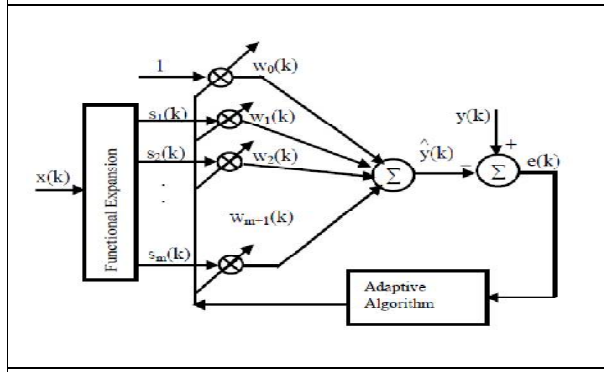 1
w₀(k)
s₁(k)
w₁(k)
s₂(k)
w₂(k)
.
.
wₘ₋₁(k)
sₘ(k)
x(k)
Functional Expansion
Σ
ŷ(k)
y(k)
+
−
Σ
e(k)
Adaptive
Algorithm